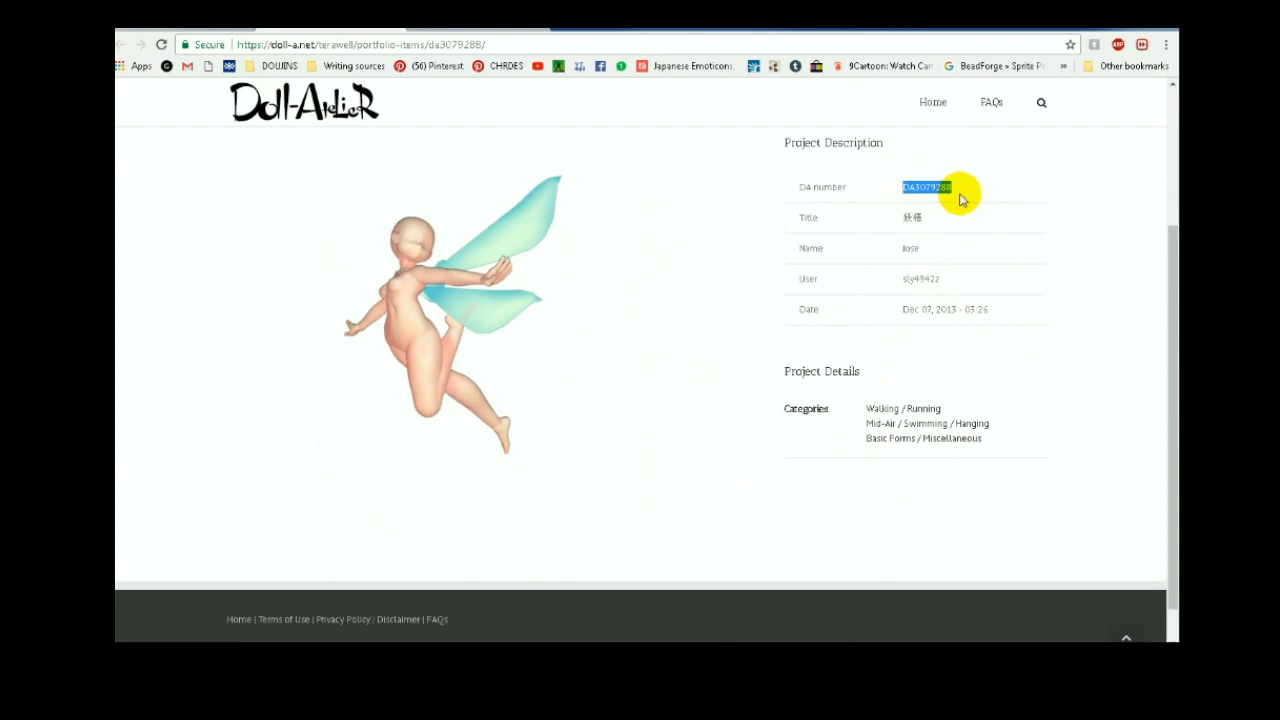 Secure https://doll-a.net/terawell/portfolio-items/da3079288/
Apps DOUJINS Writing sources (56) Pinterest CHRDES Japanese Emoticons: 9Cartoon: Watch Car BeadForge » Sprite Pa » Other bookmarks
Doll-AtelieR
Home FAQs
Project Description
DA number DA3079288
Title 妖精
Name lose
User sly4942z
Date Dec 07, 2013 - 03:26
Project Details
Categories Walking / Running
Mid-Air / Swimming / Hanging
Basic Forms / Miscellaneous
Home | Terms of Use | Privacy Policy | Disclaimer | FAQs